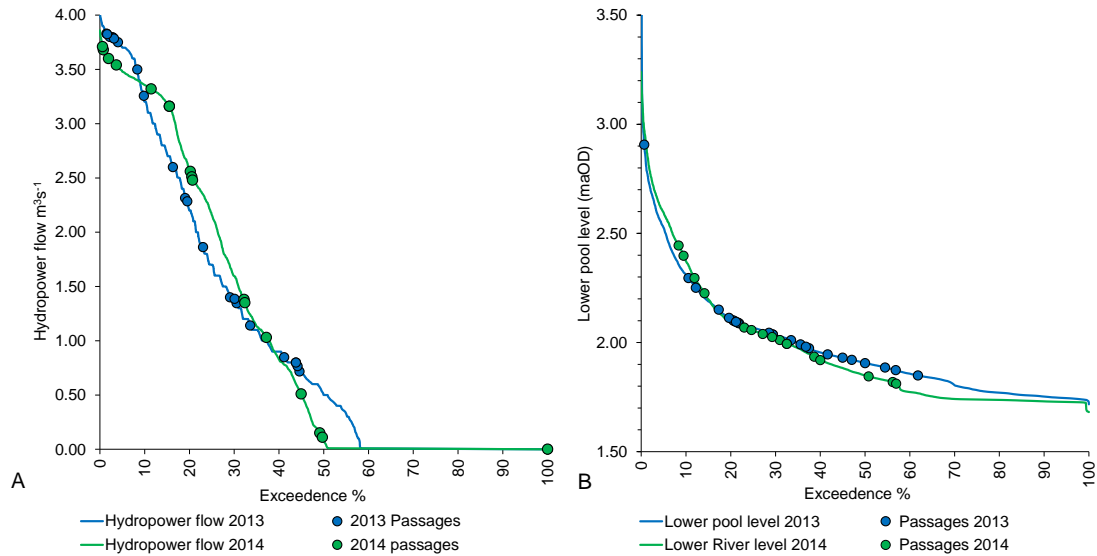 4.00
3.50
3.00
2.50
2.00
1.50
1.00
0.50
0.00
Hydropower flow m³s⁻¹
0 10 20 30 40 50 60 70 80 90 100
Exceedence %
A
Hydropower flow 2013 2013 Passages
Hydropower flow 2014 2014 passages
3.50
3.00
2.50
2.00
1.50
Lower pool level (maOD)
0 10 20 30 40 50 60 70 80 90 100
Exceedence %
B
Lower pool level 2013 Passages 2013
Lower River level 2014 Passages 2014